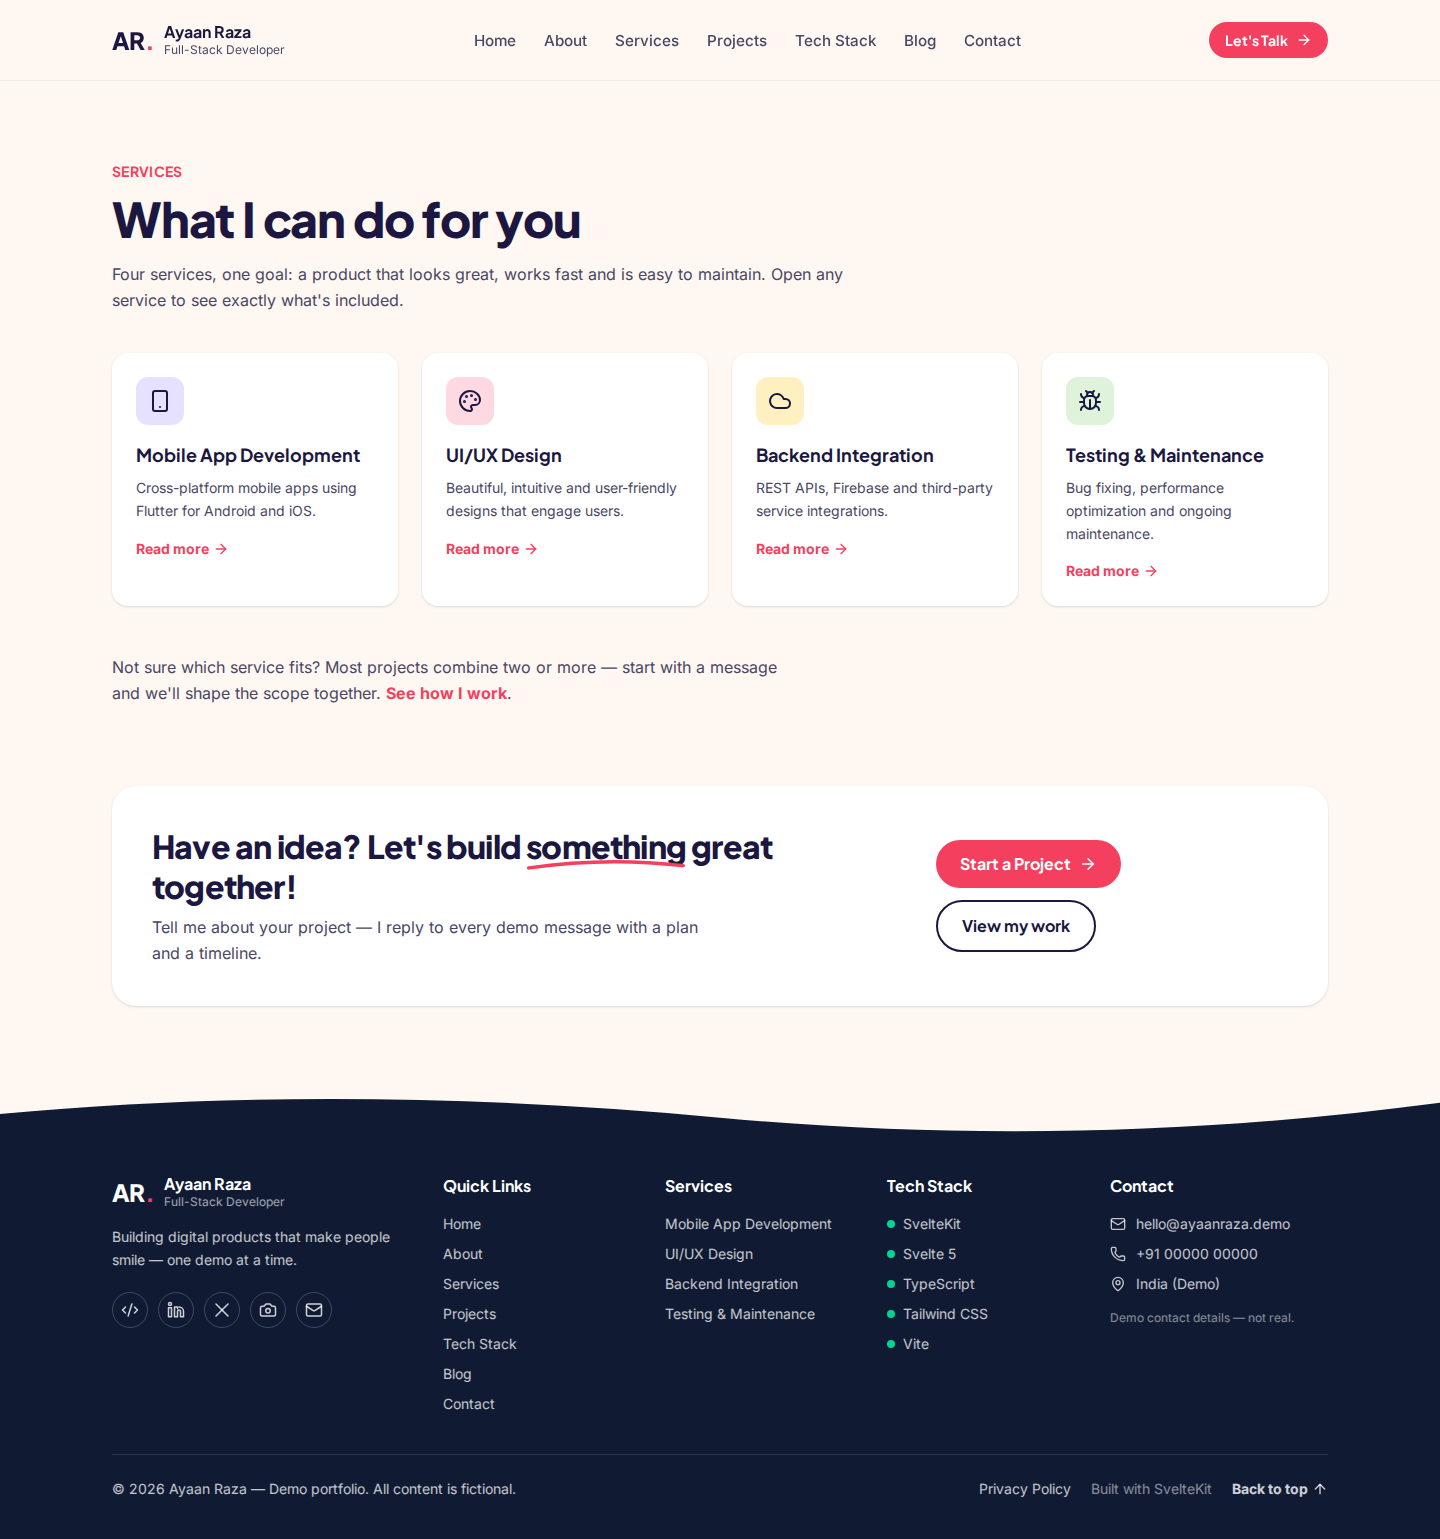 AR.
Ayaan Raza
Full-Stack Developer
Home
About
Services
Projects
Tech Stack
Blog
Contact
Let's Talk
SERVICES
What I can do for you
Four services, one goal: a product that looks great, works fast and is easy to maintain. Open any
service to see exactly what's included.
Mobile App Development
Cross-platform mobile apps using
Flutter for Android and iOS.
Read more
UI/UX Design
Beautiful, intuitive and user-friendly
designs that engage users.
Read more
Backend Integration
REST APIs, Firebase and third-party
service integrations.
Read more
Testing & Maintenance
Bug fixing, performance
optimization and ongoing
maintenance.
Read more
Not sure which service fits? Most projects combine two or more — start with a message
and we'll shape the scope together. See how I work.
Have an idea? Let's build something great
together!
Tell me about your project — I reply to every demo message with a plan
and a timeline.
Start a Project
View my work
AR.
Ayaan Raza
Full-Stack Developer
Building digital products that make people
smile — one demo at a time.
Quick Links
Home
About
Services
Projects
Tech Stack
Blog
Contact
Services
Mobile App Development
UI/UX Design
Backend Integration
Testing & Maintenance
Tech Stack
SvelteKit
Svelte 5
TypeScript
Tailwind CSS
Vite
Contact
hello@ayaanraza.demo
+91 00000 00000
India (Demo)
Demo contact details — not real.
© 2026 Ayaan Raza — Demo portfolio. All content is fictional.
Privacy Policy
Built with SvelteKit
Back to top